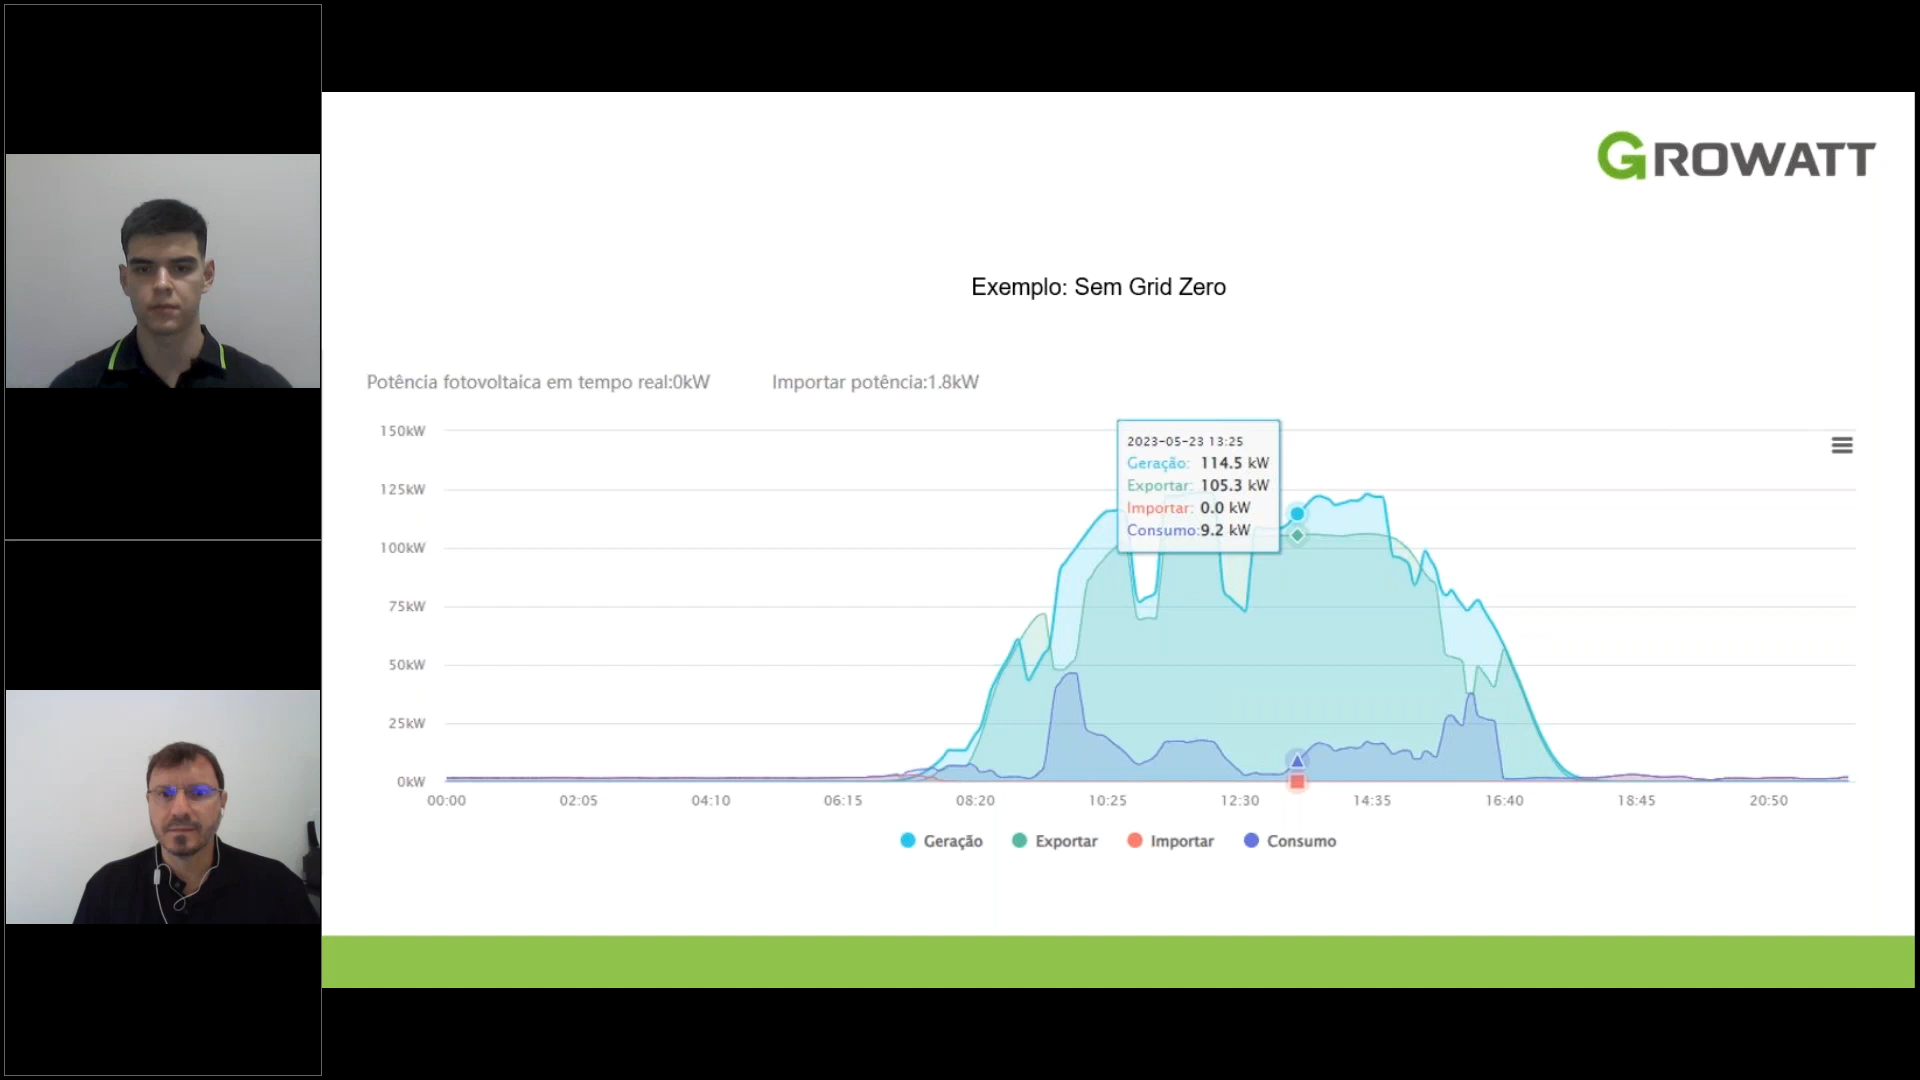 GROWATT
Exemplo: Sem Grid Zero
Potência fotovoltaica em tempo real:0kW Importar potência:1.8kW
150kW
125kW
100kW
75kW
50kW
25kW
0kW
2023-05-23 13:25
Geração: 114.5 kW
Exportar: 105.3 kW
Importar: 0.0 kW
Consumo:9.2 kW
00:00 02:05 04:10 06:15 08:20 10:25 12:30 14:35 16:40 18:45 20:50
Geração Exportar Importar Consumo